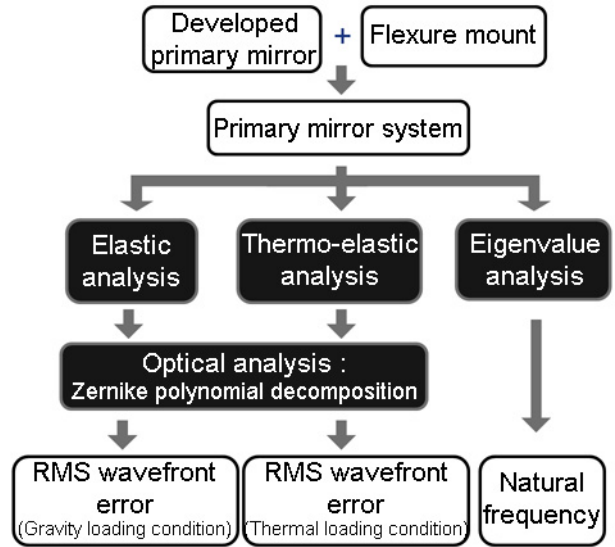 Developed
primary mirror
+
Flexure mount
Primary mirror system
Elastic
analysis
Thermo-elastic
analysis
Eigenvalue
analysis
Optical analysis :
Zernike polynomial decomposition
RMS wavefront
error
(Gravity loading condition)
RMS wavefront
error
(Thermal loading condition)
Natural
frequency